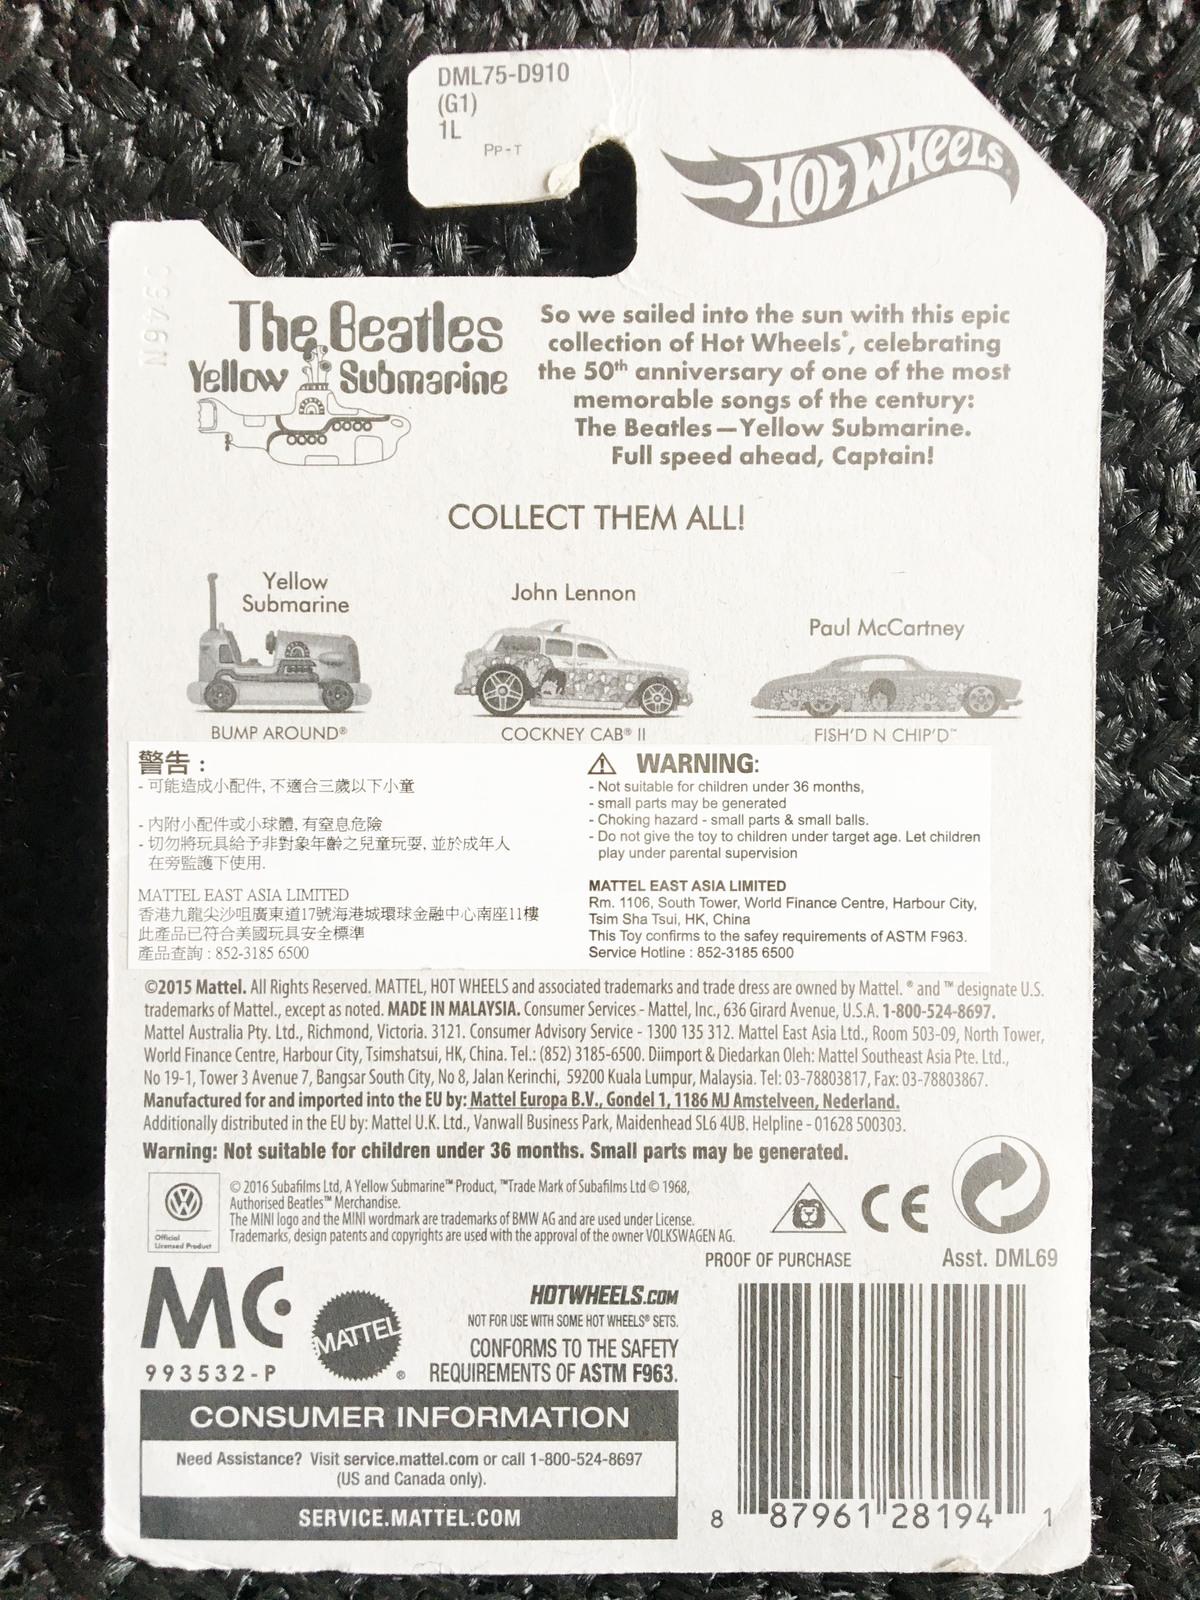 DML75-D910
(G1)
1L
PP-T
HOT WHEELS®
The Beatles
Yellow Submarine
So we sailed into the sun with this epic
collection of Hot Wheels®, celebrating
the 50th anniversary of one of the most
memorable songs of the century:
The Beatles—Yellow Submarine.
Full speed ahead, Captain!
COLLECT THEM ALL!
Yellow
Submarine
BUMP AROUND®
John Lennon
COCKNEY CAB® II
Paul McCartney
FISH'D N CHIP'D™
警告 :
- 可能造成小配件, 不適合三歲以下小童
- 內附小配件或小球體, 有窒息危險
- 切勿將玩具給予非對象年齡之兒童玩耍, 並於成年人
在旁監護下使用.
MATTEL EAST ASIA LIMITED
香港九龍尖沙咀廣東道17號海港城環球金融中心南座11樓
此產品已符合美國玩具安全標準
產品查詢 : 852-3185 6500
WARNING:
- Not suitable for children under 36 months,
- small parts may be generated
- Choking hazard - small parts & small balls.
- Do not give the toy to children under target age. Let children
play under parental supervision
MATTEL EAST ASIA LIMITED
Rm. 1106, South Tower, World Finance Centre, Harbour City,
Tsim Sha Tsui, HK, China
This Toy confirms to the safey requirements of ASTM F963.
Service Hotline : 852-3185 6500
©2015 Mattel. All Rights Reserved. MATTEL, HOT WHEELS and associated trademarks and trade dress are owned by Mattel. ® and ™ designate U.S.
trademarks of Mattel., except as noted. MADE IN MALAYSIA. Consumer Services - Mattel, Inc., 636 Girard Avenue, U.S.A. 1-800-524-8697.
Mattel Australia Pty. Ltd., Richmond, Victoria. 3121. Consumer Advisory Service - 1300 135 312. Mattel East Asia Ltd., Room 503-09, North Tower,
World Finance Centre, Harbour City, Tsimshatsui, HK, China. Tel.: (852) 3185-6500. Diimport & Diedarkan Oleh: Mattel Southeast Asia Pte. Ltd.,
No 19-1, Tower 3 Avenue 7, Bangsar South City, No 8, Jalan Kerinchi, 59200 Kuala Lumpur, Malaysia. Tel: 03-78803817, Fax: 03-78803867.
Manufactured for and imported into the EU by: Mattel Europa B.V., Gondel 1, 1186 MJ Amstelveen, Nederland.
Additionally distributed in the EU by: Mattel U.K. Ltd., Vanwall Business Park, Maidenhead SL6 4UB. Helpline - 01628 500303.
Warning: Not suitable for children under 36 months. Small parts may be generated.
Official
Licensed Product
© 2016 Subafilms Ltd, A Yellow Submarine™ Product, ™Trade Mark of Subafilms Ltd © 1968,
Authorised Beatles™ Merchandise.
The MINI logo and the MINI wordmark are trademarks of BMW AG and are used under License.
Trademarks, design patents and copyrights are used with the approval of the owner VOLKSWAGEN AG.
CE
PROOF OF PURCHASE
Asst. DML69
MC
993532-P
MATTEL®
HOTWHEELS.COM
NOT FOR USE WITH SOME HOT WHEELS® SETS.
CONFORMS TO THE SAFETY
REQUIREMENTS OF ASTM F963.
CONSUMER INFORMATION
Need Assistance? Visit service.mattel.com or call 1-800-524-8697
(US and Canada only).
SERVICE.MATTEL.COM
8 87961 28194 1